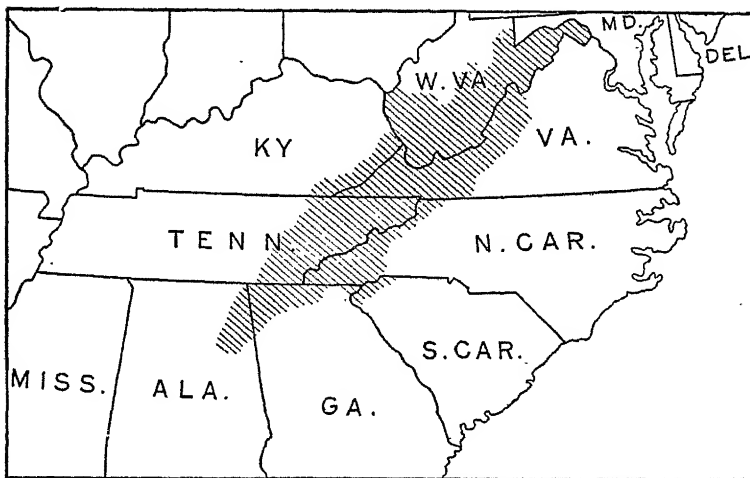 MD.
DEL
W.VA.
KY
VA.
TENN.
N.CAR.
S.CAR.
MISS.
ALA.
GA.